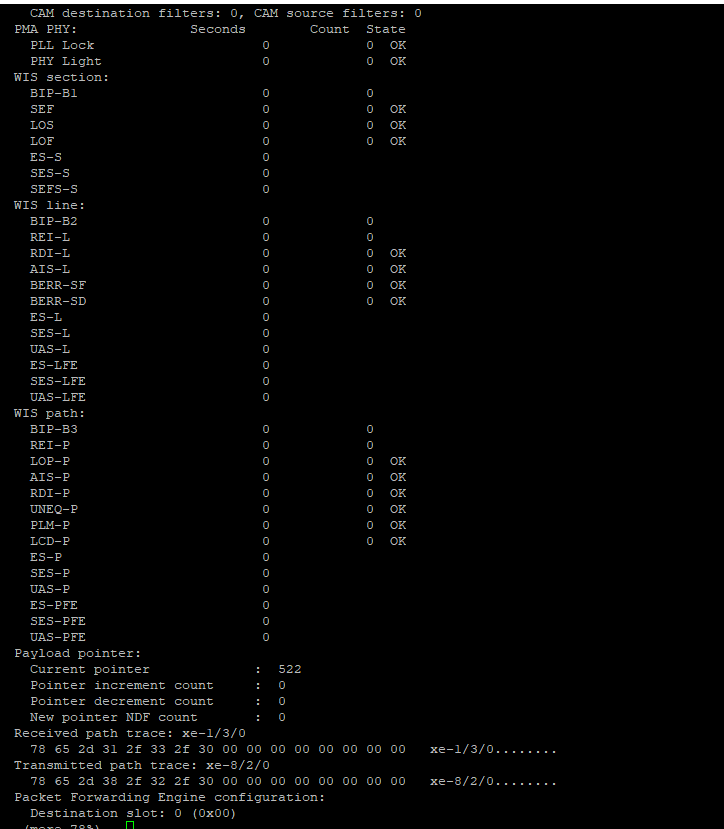 CAM destination filters: 0, CAM source filters: 0
PMA PHY: Seconds Count State
PLL Lock 0 0 OK
PHY Light 0 0 OK
WIS section:
BIP-B1 0 0
SEF 0 0 OK
LOS 0 0 OK
LOF 0 0 OK
ES-S 0
SES-S 0
SEFS-S 0
WIS line:
BIP-B2 0 0
REI-L 0 0
RDI-L 0 0 OK
AIS-L 0 0 OK
BERR-SF 0 0 OK
BERR-SD 0 0 OK
ES-L 0
SES-L 0
UAS-L 0
ES-LFE 0
SES-LFE 0
UAS-LFE 0
WIS path:
BIP-B3 0 0
REI-P 0 0
LOP-P 0 0 OK
AIS-P 0 0 OK
RDI-P 0 0 OK
UNEQ-P 0 0 OK
PLM-P 0 0 OK
LCD-P 0 0 OK
ES-P 0
SES-P 0
UAS-P 0
ES-PFE 0
SES-PFE 0
UAS-PFE 0
Payload pointer:
Current pointer : 522
Pointer increment count : 0
Pointer decrement count : 0
New pointer NDF count : 0
Received path trace: xe-1/3/0
78 65 2d 31 2f 33 2f 30 00 00 00 00 00 00 00 00 xe-1/3/0........
Transmitted path trace: xe-8/2/0
78 65 2d 38 2f 32 2f 30 00 00 00 00 00 00 00 00 xe-8/2/0........
Packet Forwarding Engine configuration:
Destination slot: 0 (0x00)
(more 78%)